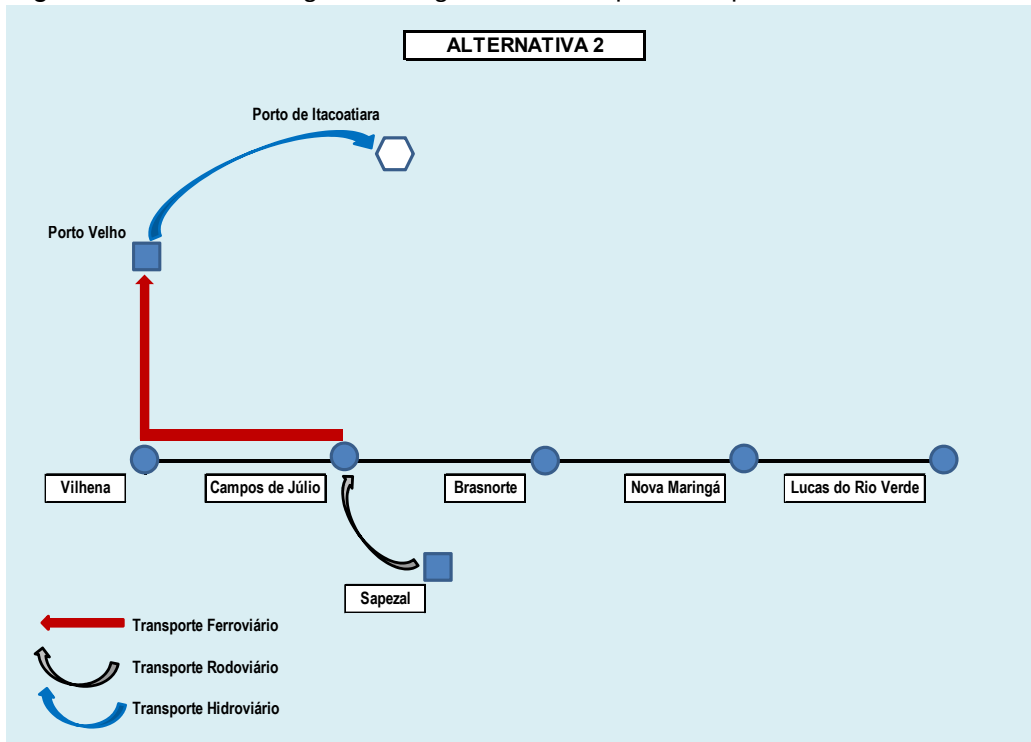 ALTERNATIVA 2
Porto de Itacoatiara
Porto Velho
Vilhena
Campos de Júlio
Brasnorte
Nova Maringá
Lucas do Rio Verde
Sapezal
Transporte Ferroviário
Transporte Rodoviário
Transporte Hidroviário